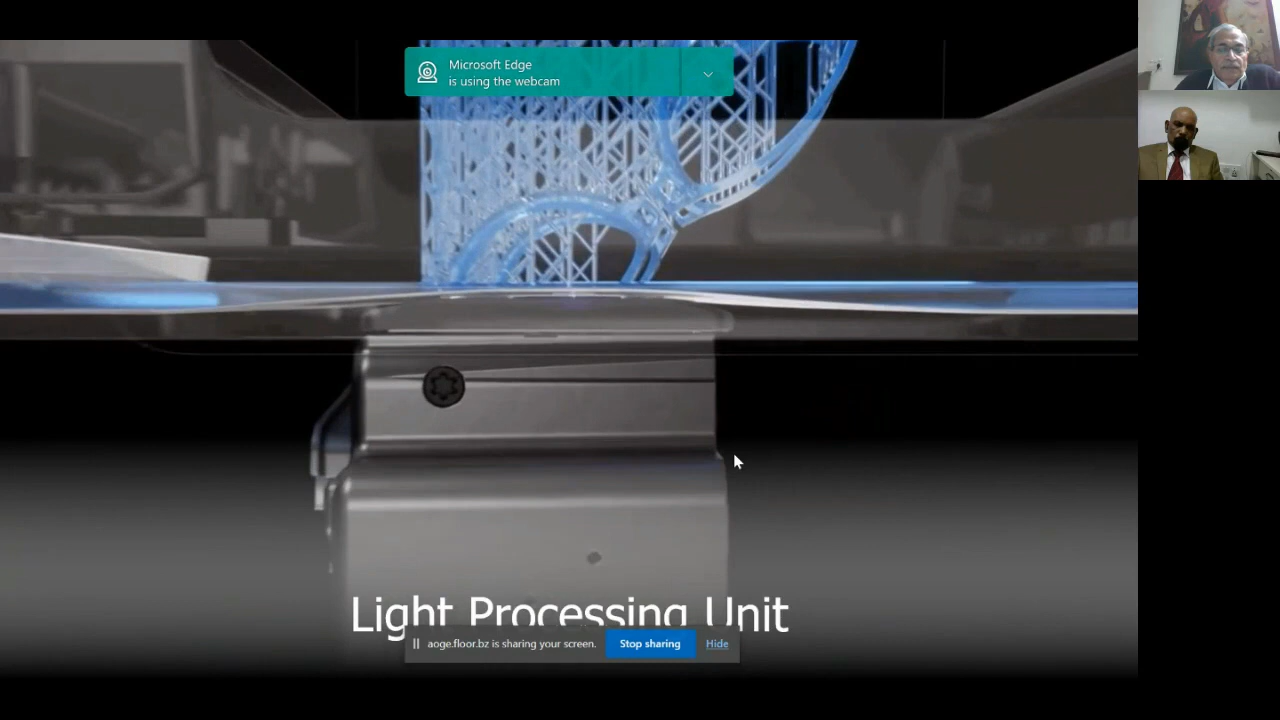 Microsoft Edge
is using the webcam
Light Processing Unit
aoge.floor.bz is sharing your screen.
Stop sharing
Hide